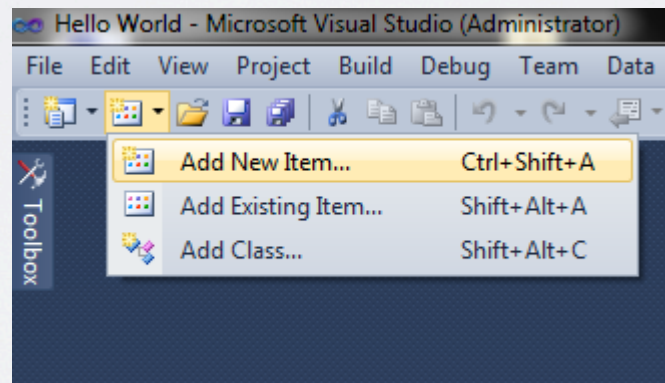 Hello World - Microsoft Visual Studio (Administrator)
File Edit View Project Build Debug Team Data
Add New Item... Ctrl+Shift+A
Add Existing Item... Shift+Alt+A
Add Class... Shift+Alt+C
Toolbox